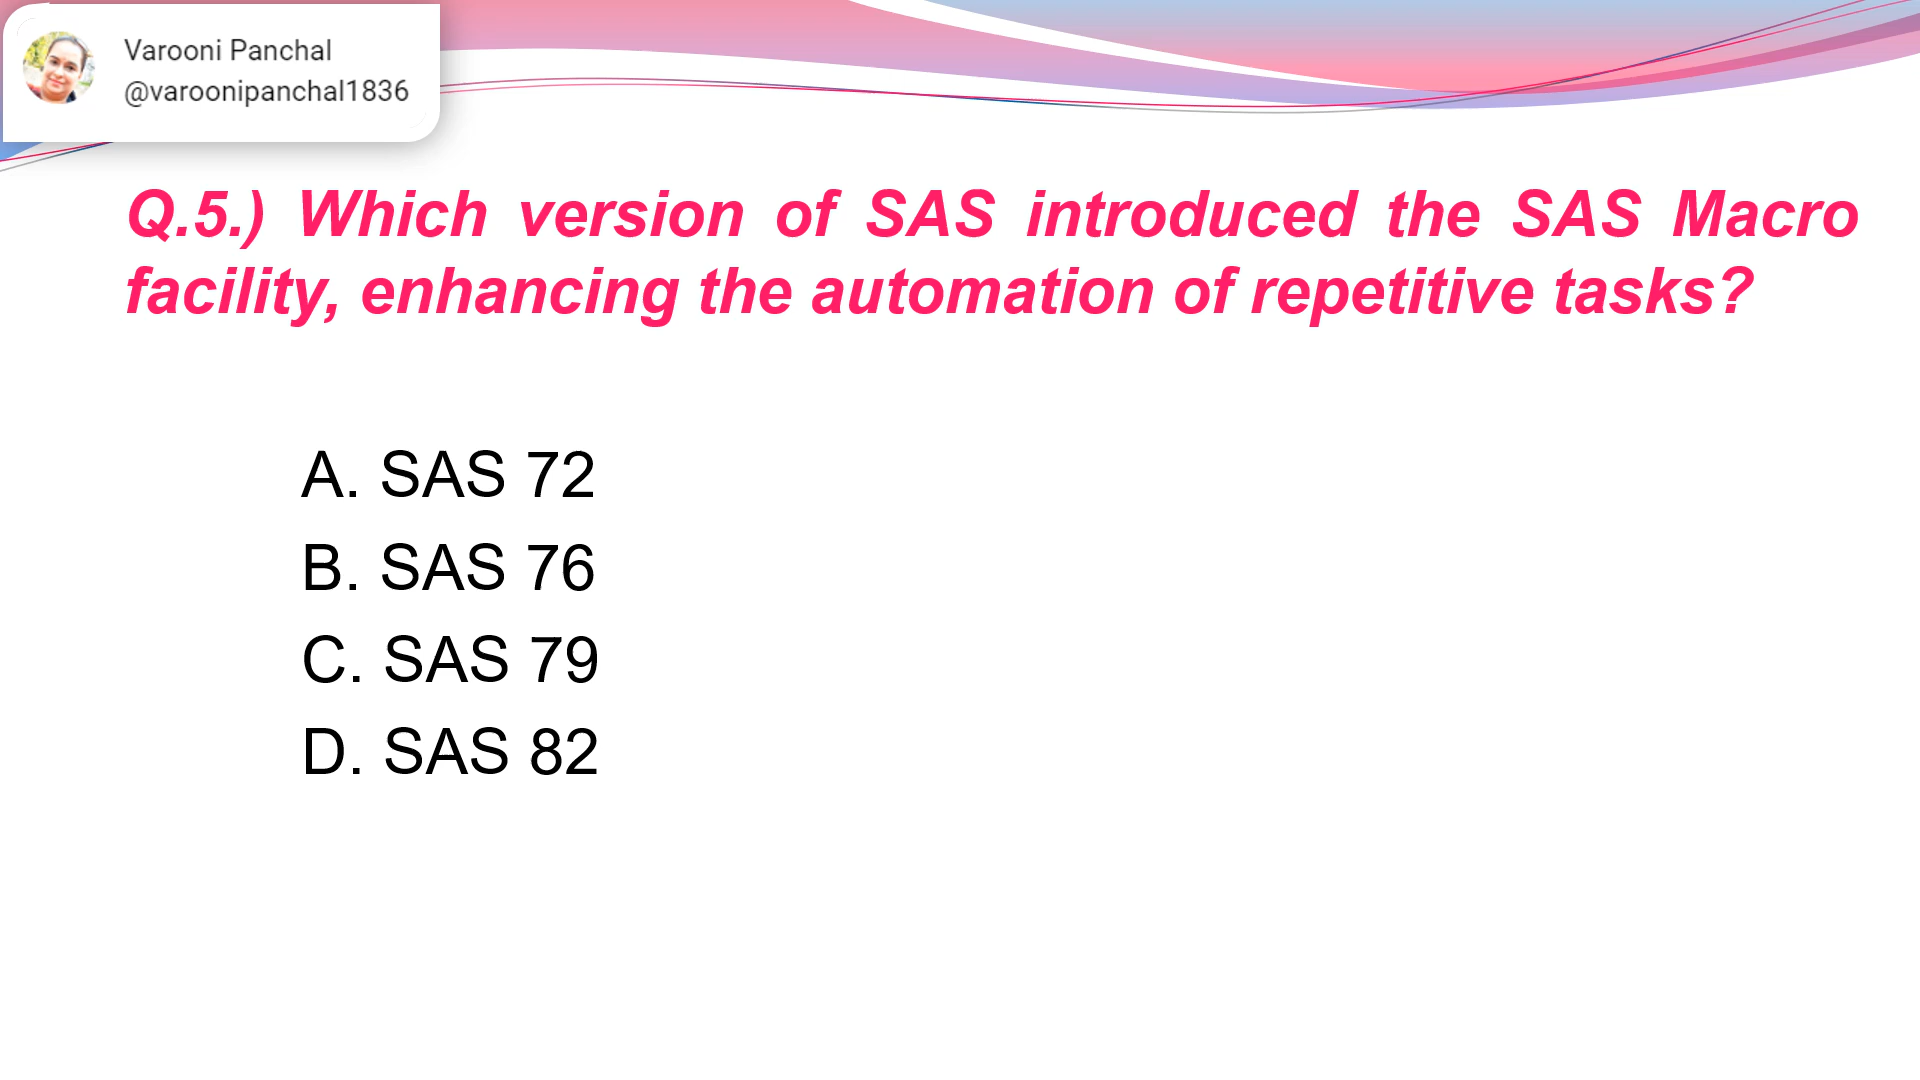 Varooni Panchal
@varoonipanchal1836
Q.5.) Which version of SAS introduced the SAS Macro
facility, enhancing the automation of repetitive tasks?
A. SAS 72
B. SAS 76
C. SAS 79
D. SAS 82